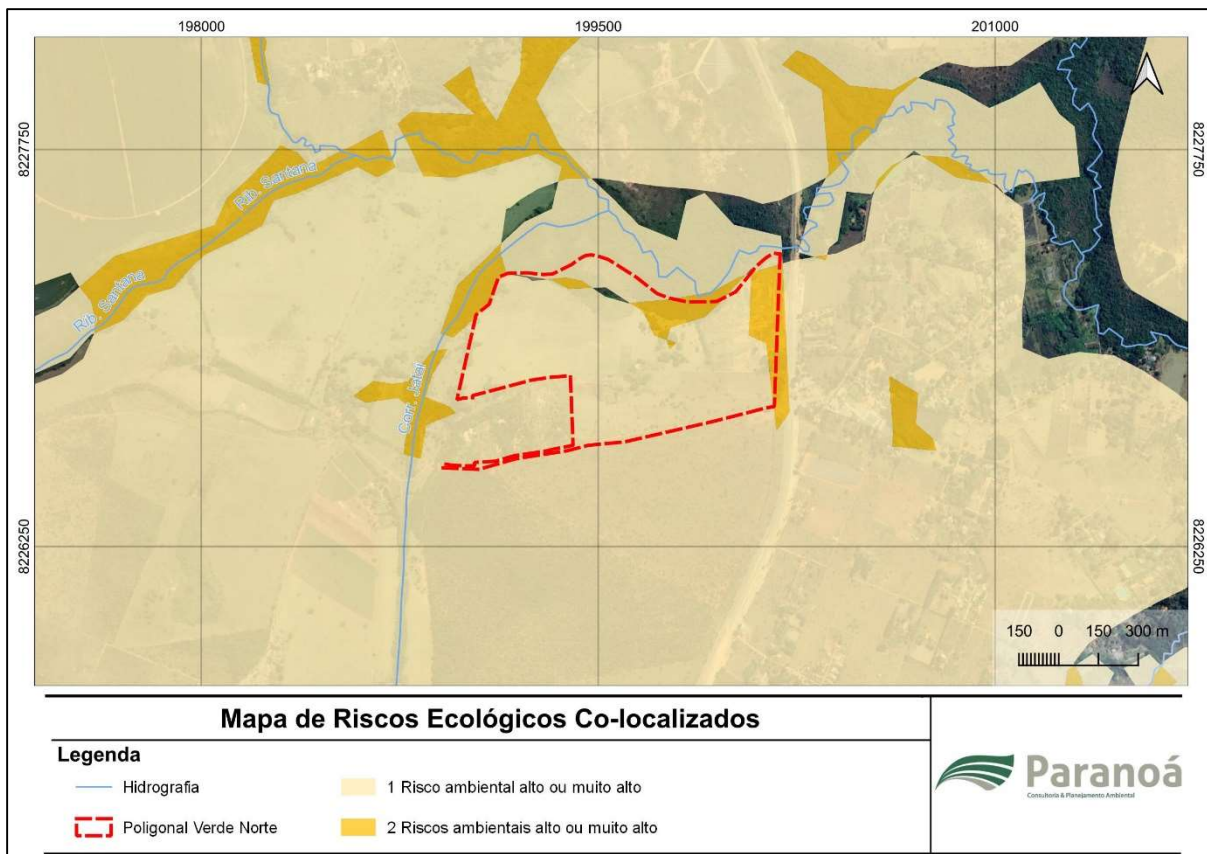 198000 199500 201000
8227750 8227750
Rib. Santana
Rib. Santana
Corr. Jataí
8226250 8226250
150 0 150 300 m
Mapa de Riscos Ecológicos Co-localizados
Legenda
Hidrografia
1 Risco ambiental alto ou muito alto
Poligonal Verde Norte
2 Riscos ambientais alto ou muito alto
Paranoá
Consultoria & Planejamento Ambiental